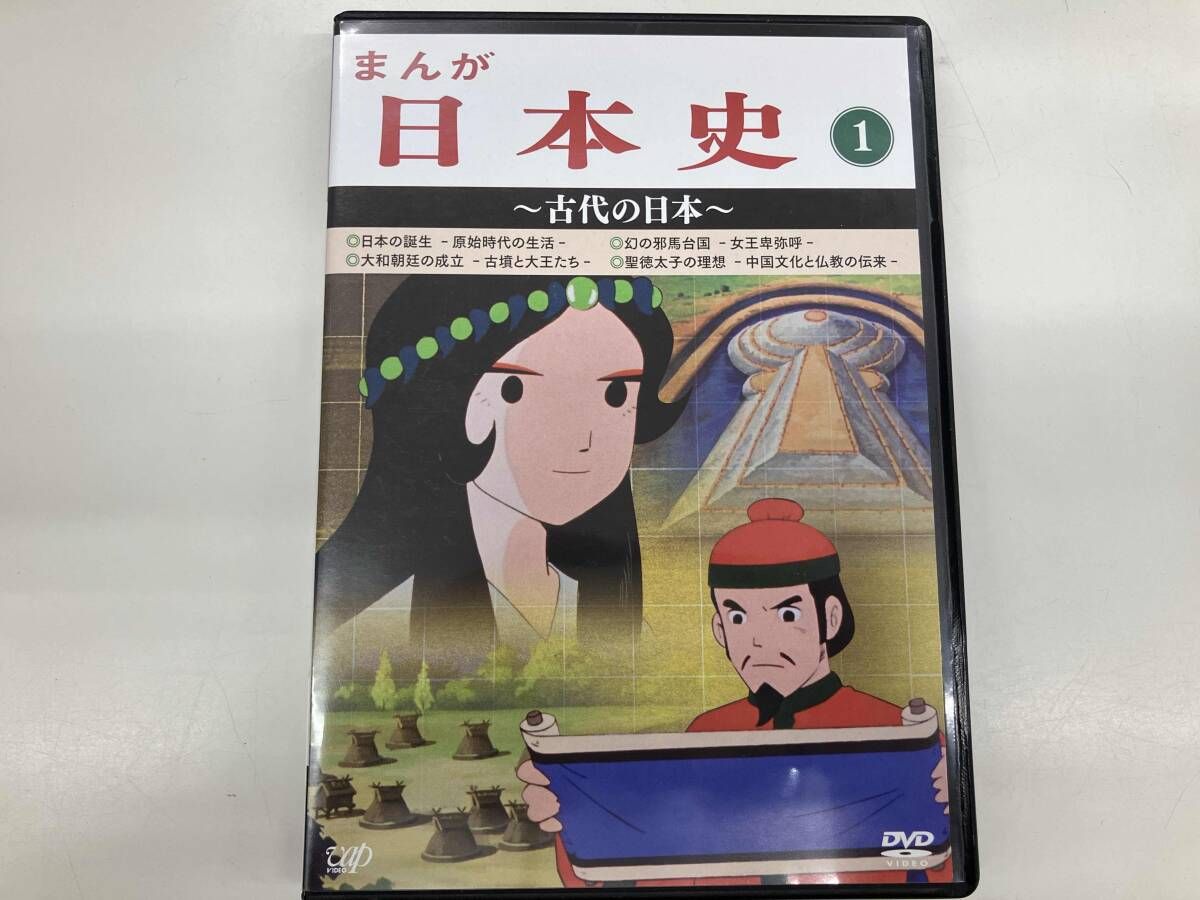 まんが
日本史 1
～古代の日本～
◎日本の誕生 －原始時代の生活－ ◎幻の邪馬台国 －女王卑弥呼－
◎大和朝廷の成立 －古墳と大王たち－ ◎聖徳太子の理想 －中国文化と仏教の伝来－
vap
VIDEO
DVD
VIDEO